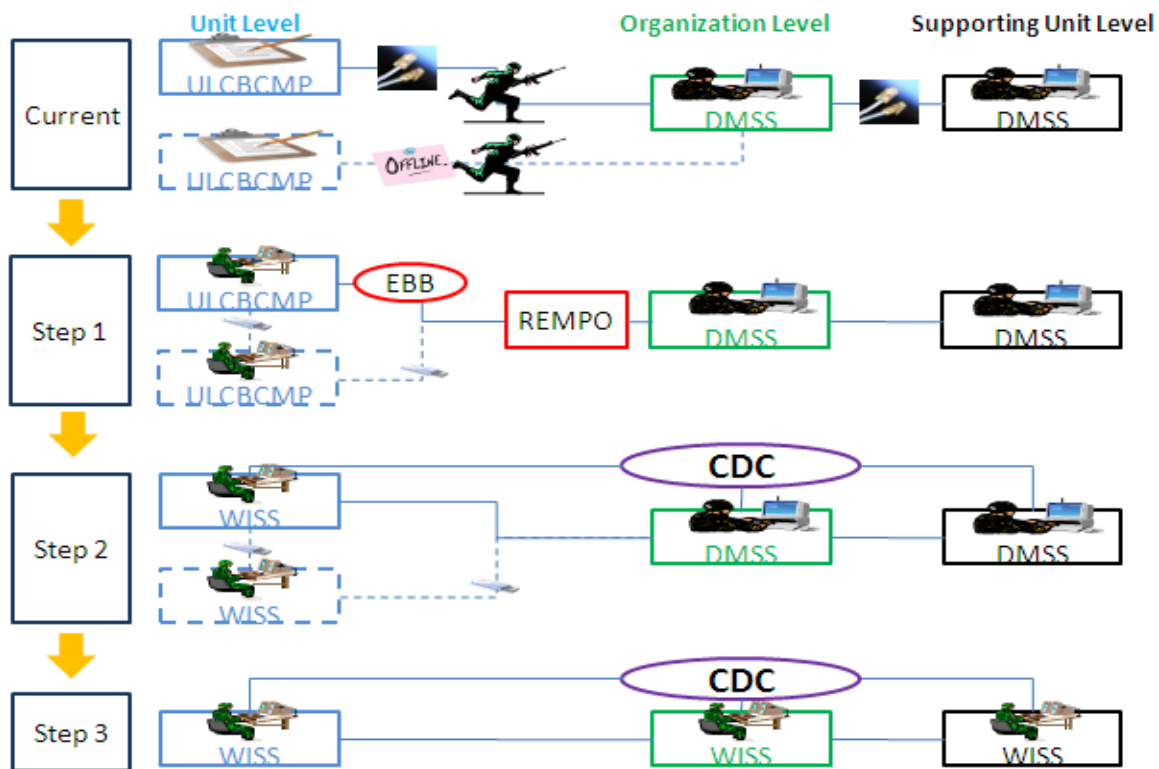 Unit Level
Organization Level
Supporting Unit Level
Current
ULCBCMP
DMSS
DMSS
OFFLINE
ULCBCMP
Step 1
ULCBCMP
EBB
REMPO
DMSS
DMSS
ULCBCMP
Step 2
WISS
CDC
DMSS
DMSS
WISS
Step 3
WISS
CDC
WISS
WISS